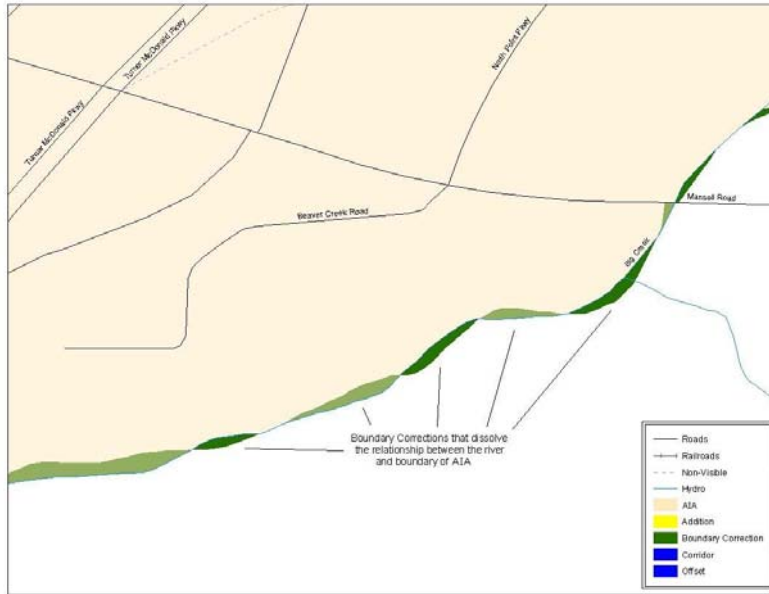 Turner McDonald Pkwy
Turner McDonald Pkwy
North Point Pkwy
Mansell Road
Beaver Creek Road
Big Creek
Boundary Corrections that dissolve
the relationship between the river
and boundary of AIA
Roads
Railroads
Non-Visible
Hydro
AIA
Addition
Boundary Correction
Corridor
Offset